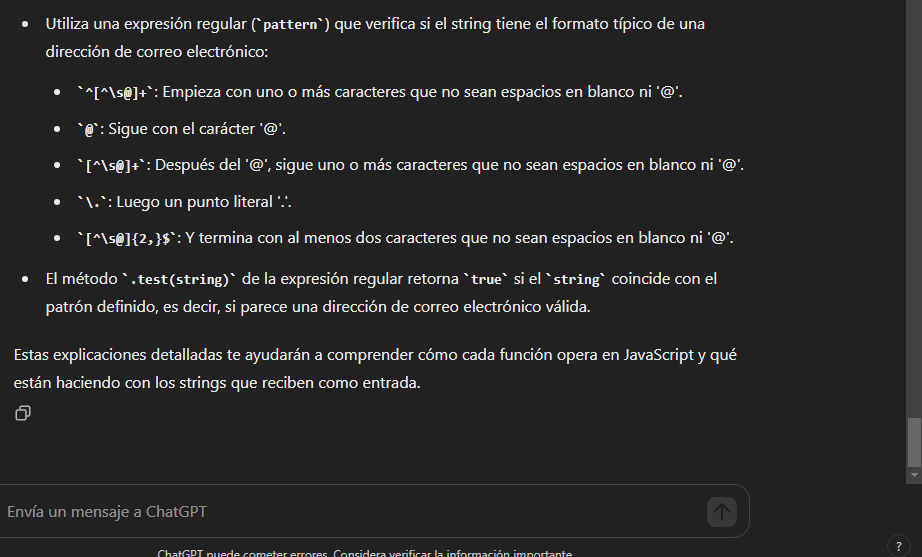 Utiliza una expresión regular (`pattern`) que verifica si el string tiene el formato típico de una
dirección de correo electrónico:
`^[^\s@]+`: Empieza con uno o más caracteres que no sean espacios en blanco ni '@'.
`@`: Sigue con el carácter '@'.
`[^\s@]+`: Después del '@', sigue uno o más caracteres que no sean espacios en blanco ni '@'.
`\.`: Luego un punto literal '.'.
`[^\s@]{2,}$`: Y termina con al menos dos caracteres que no sean espacios en blanco ni '@'.
El método `.test(string)` de la expresión regular retorna `true` si el `string` coincide con el
patrón definido, es decir, si parece una dirección de correo electrónico válida.
Estas explicaciones detalladas te ayudarán a comprender cómo cada función opera en JavaScript y qué
están haciendo con los strings que reciben como entrada.
Envía un mensaje a ChatGPT
ChatGPT puede cometer errores. Considera verificar la información importante.
?